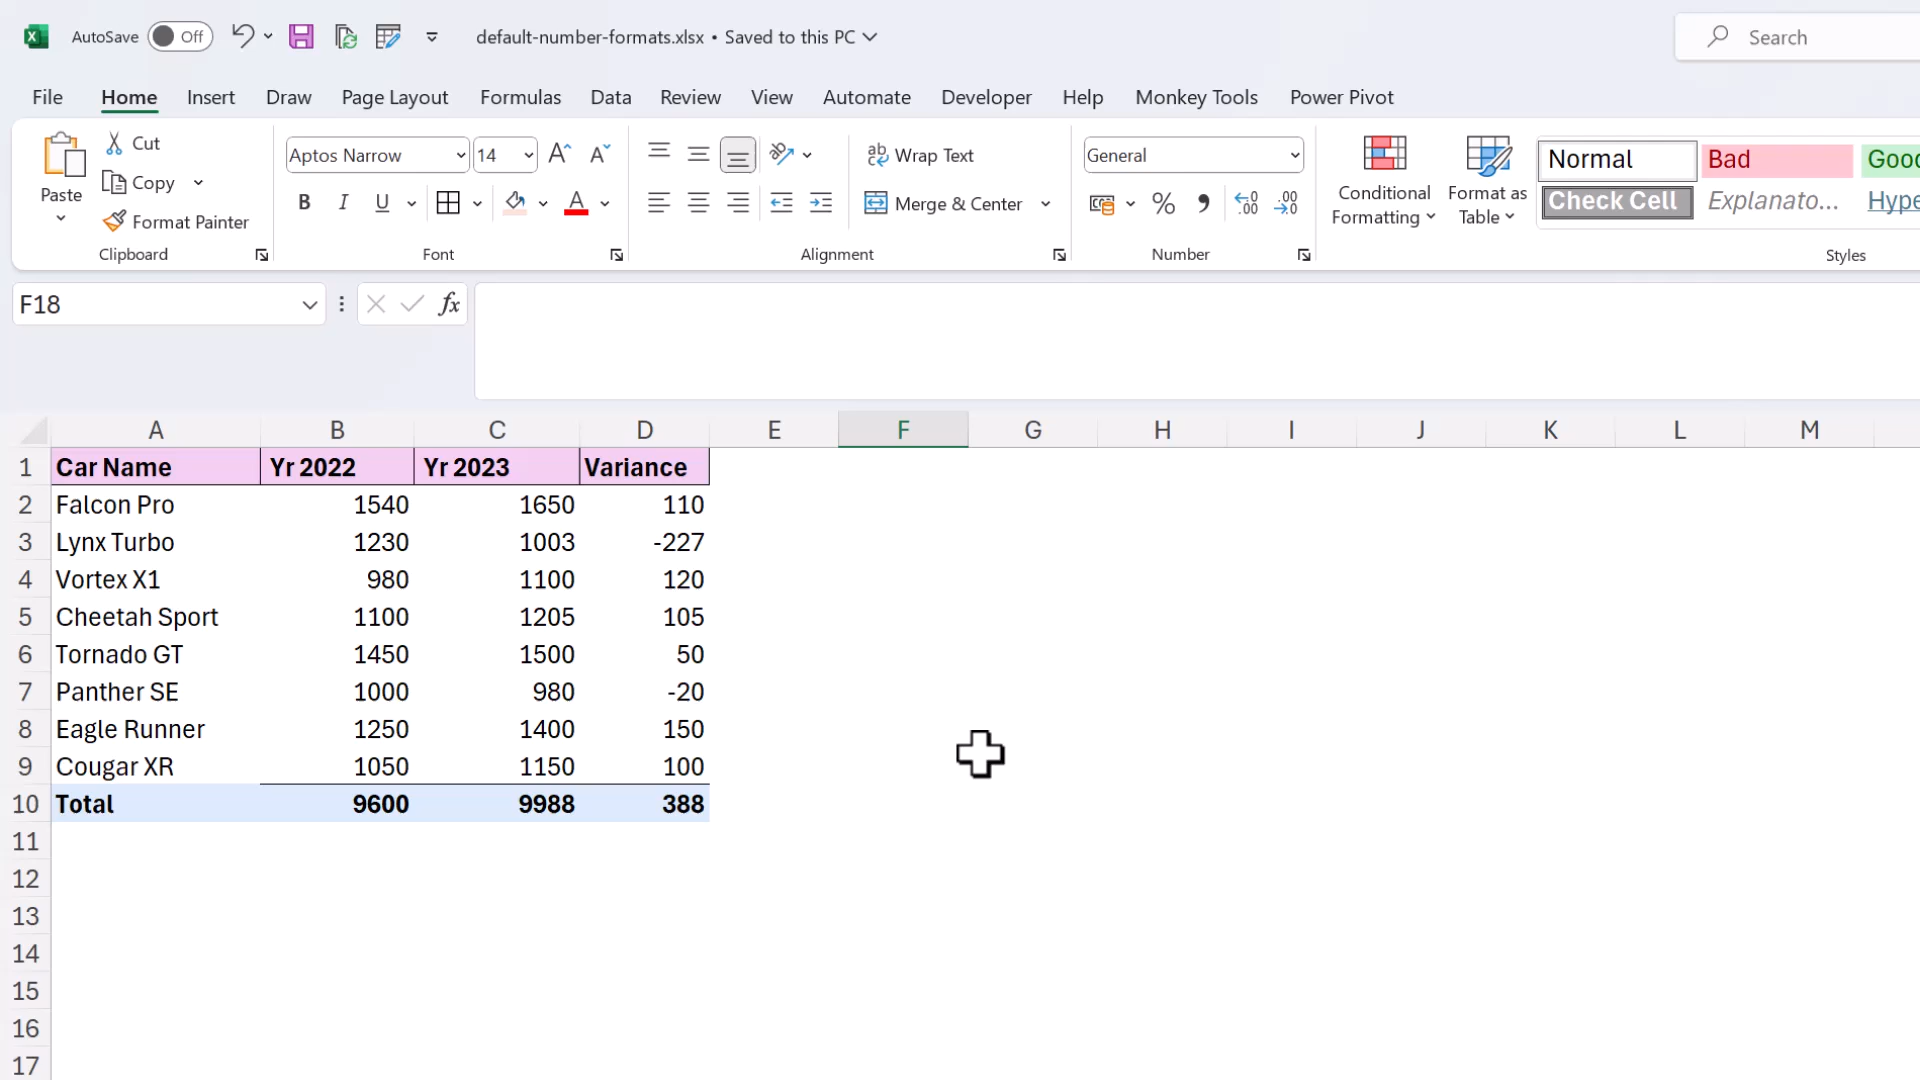 AutoSave Off default-number-formats.xlsx • Saved to this PC Search
File Home Insert Draw Page Layout Formulas Data Review View Automate Developer Help Monkey Tools Power Pivot
Paste
Cut
Copy
Format Painter
Clipboard
Aptos Narrow 14
B I U A
Font
ab Wrap Text
Merge & Center
Alignment
General
% 9 .00 .00
Number
Conditional Formatting
Format as Table
Normal Bad Good
Check Cell Explanato... Hype
Styles
F18 fx
A B C D E F G H I J K L M
1 Car Name Yr 2022 Yr 2023 Variance
2 Falcon Pro 1540 1650 110
3 Lynx Turbo 1230 1003 -227
4 Vortex X1 980 1100 120
5 Cheetah Sport 1100 1205 105
6 Tornado GT 1450 1500 50
7 Panther SE 1000 980 -20
8 Eagle Runner 1250 1400 150
9 Cougar XR 1050 1150 100
10 Total 9600 9988 388
11
12
13
14
15
16
17